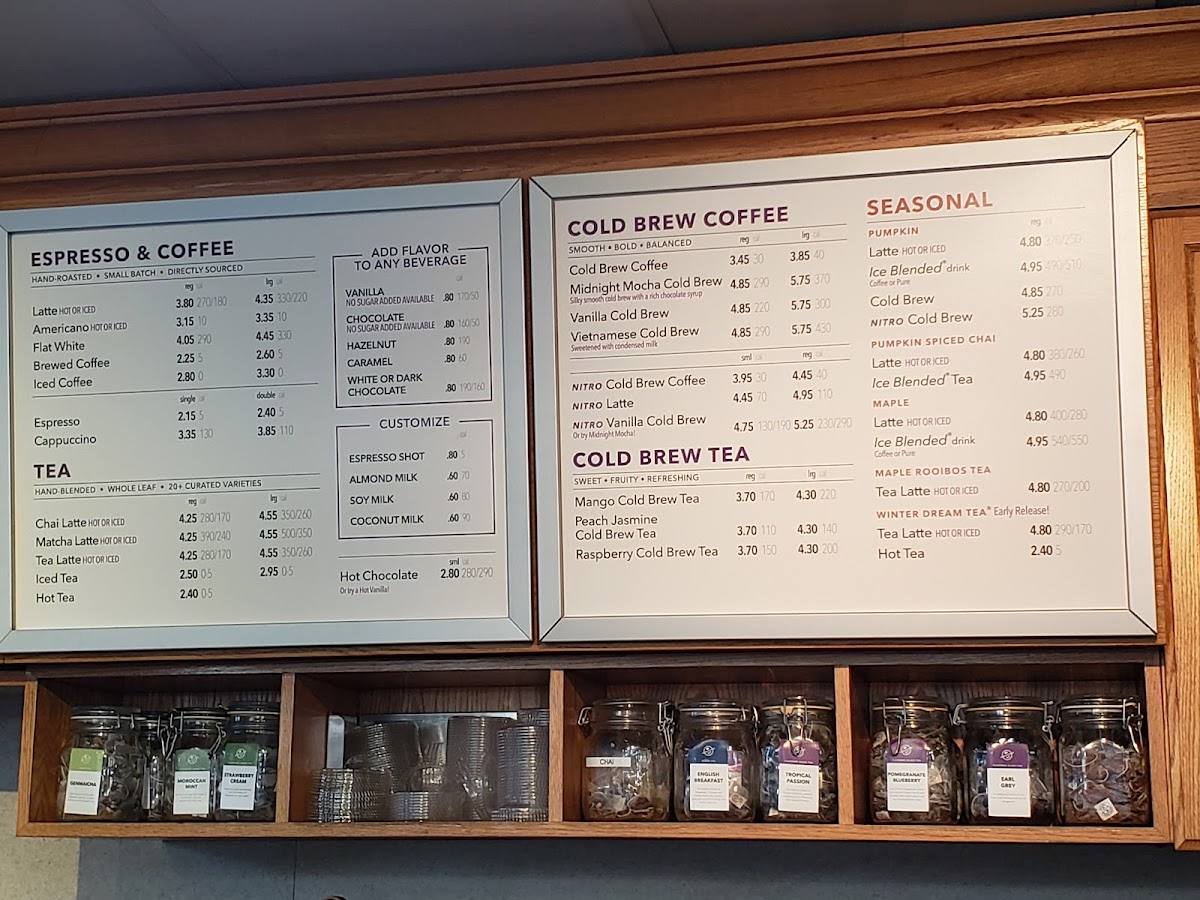 ESPRESSO & COFFEE
HAND-ROASTED • SMALL BATCH • DIRECTLY SOURCED
reg cal lrg cal
Latte HOT OR ICED 3.80 270/180 4.35 330/220
Americano HOT OR ICED 3.15 10 3.35 10
Flat White 4.05 290 4.45 330
Brewed Coffee 2.25 5 2.60 5
Iced Coffee 2.80 0 3.30 0
single cal double cal
Espresso 2.15 5 2.40 5
Cappuccino 3.35 130 3.85 110
TEA
HAND-BLENDED • WHOLE LEAF • 20+ CURATED VARIETIES
reg cal lrg cal
Chai Latte HOT OR ICED 4.25 280/170 4.55 350/260
Matcha Latte HOT OR ICED 4.25 390/240 4.55 500/350
Tea Latte HOT OR ICED 4.25 280/170 4.55 350/260
Iced Tea 2.50 0-5 2.95 0-5
Hot Tea 2.40 0-5
ADD FLAVOR
TO ANY BEVERAGE
cal
VANILLA
NO SUGAR ADDED AVAILABLE .80 170/50
CHOCOLATE
NO SUGAR ADDED AVAILABLE .80 160/50
HAZELNUT .80 190
CARAMEL .80 60
WHITE OR DARK
CHOCOLATE .80 190/160
CUSTOMIZE
cal
ESPRESSO SHOT .80 5
ALMOND MILK .60 70
SOY MILK .60 80
COCONUT MILK .60 90
sml cal
Hot Chocolate 2.80 280/290
Or try a Hot Vanilla!
COLD BREW COFFEE
SMOOTH • BOLD • BALANCED
reg cal lrg cal
Cold Brew Coffee 3.45 30 3.85 40
Midnight Mocha Cold Brew 4.85 290 5.75 370
Silky smooth cold brew with a rich chocolate syrup
Vanilla Cold Brew 4.85 220 5.75 300
Vietnamese Cold Brew 4.85 290 5.75 430
Sweetened with condensed milk
sml cal reg cal
NITRO Cold Brew Coffee 3.95 30 4.45 40
NITRO Latte 4.45 70 4.95 110
NITRO Vanilla Cold Brew 4.75 130/190 5.25 230/290
Or try Midnight Mocha!
COLD BREW TEA
SWEET • FRUITY • REFRESHING
reg cal lrg cal
Mango Cold Brew Tea 3.70 170 4.30 220
Peach Jasmine
Cold Brew Tea 3.70 110 4.30 140
Raspberry Cold Brew Tea 3.70 150 4.30 200
SEASONAL
reg cal
PUMPKIN
Latte HOT OR ICED 4.80 370/250
Ice Blended® drink 4.95 490/510
Coffee or Pure
Cold Brew 4.85 270
NITRO Cold Brew 5.25 280
PUMPKIN SPICED CHAI
Latte HOT OR ICED 4.80 380/260
Ice Blended® Tea 4.95 490
MAPLE
Latte HOT OR ICED 4.80 400/280
Ice Blended® drink 4.95 540/550
Coffee or Pure
MAPLE ROOIBOS TEA
Tea Latte HOT OR ICED 4.80 270/200
WINTER DREAM TEA® Early Release!
Tea Latte HOT OR ICED 4.80 290/170
Hot Tea 2.40 5
GENMAICHA
MOROCCAN
MINT
STRAWBERRY
CREAM
CHAI
ENGLISH
BREAKFAST
TROPICAL
PASSION
POMEGRANATE
BLUEBERRY
EARL
GREY